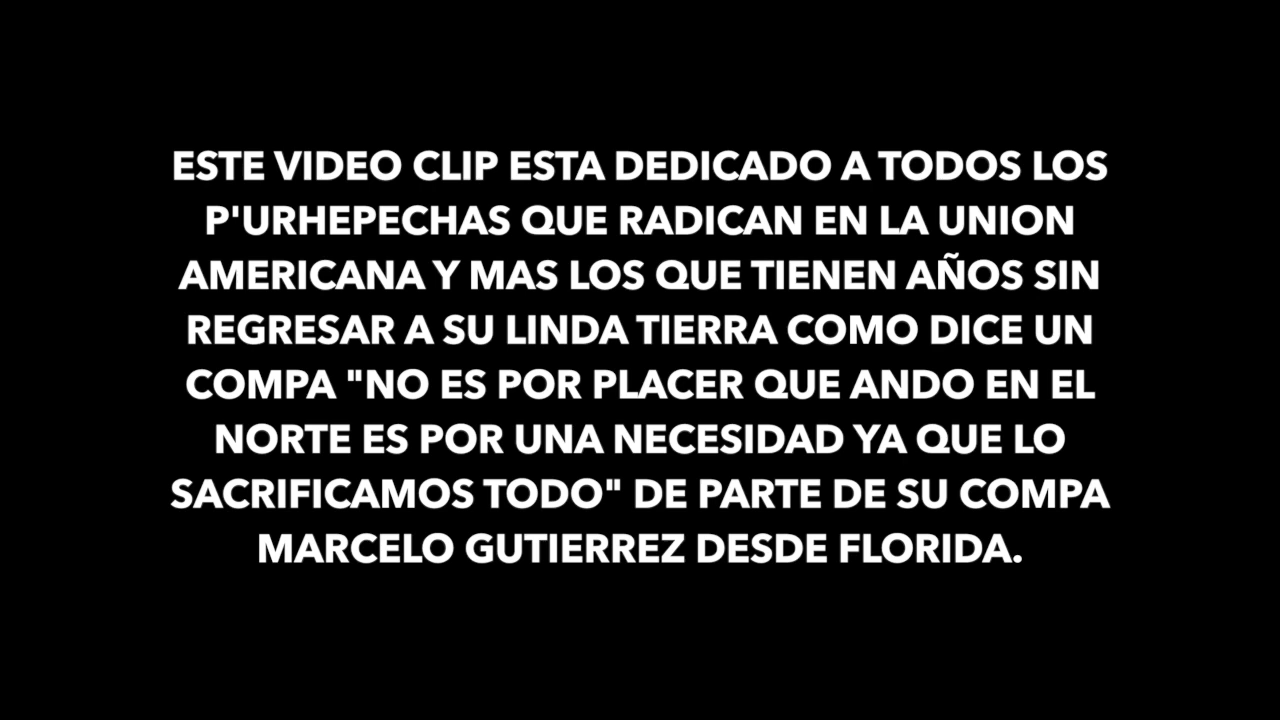 ESTE VIDEO CLIP ESTA DEDICADO A TODOS LOS
P'URHEPECHAS QUE RADICAN EN LA UNION
AMERICANA Y MAS LOS QUE TIENEN AÑOS SIN
REGRESAR A SU LINDA TIERRA COMO DICE UN
COMPA "NO ES POR PLACER QUE ANDO EN EL
NORTE ES POR UNA NECESIDAD YA QUE LO
SACRIFICAMOS TODO" DE PARTE DE SU COMPA
MARCELO GUTIERREZ DESDE FLORIDA.